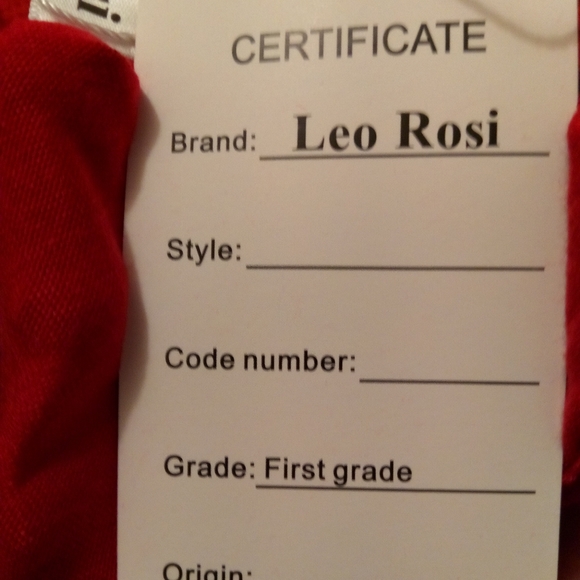 CERTIFICATE
Brand: Leo Rosi
Style:
Code number:
Grade: First grade
Origin: